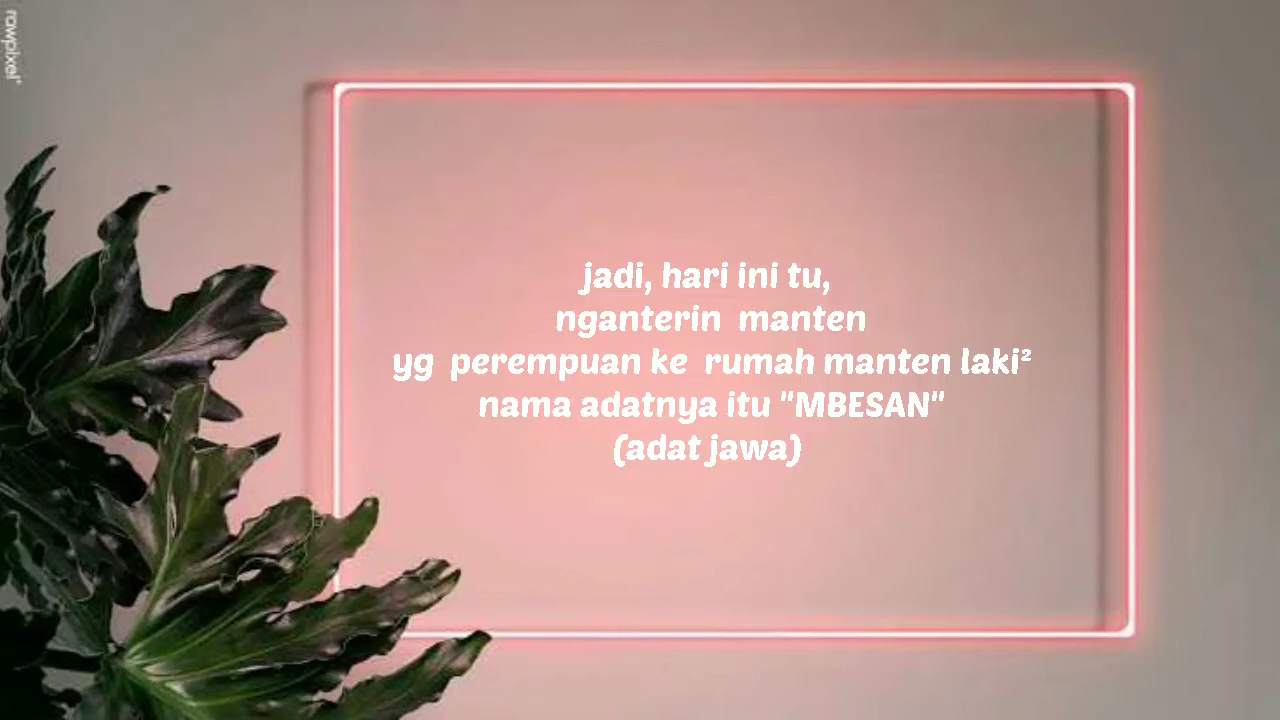 rawpixel
jadi, hari ini tu,
nganterin manten
yg perempuan ke rumah manten laki²
nama adatnya itu "MBESAN"
(adat jawa)